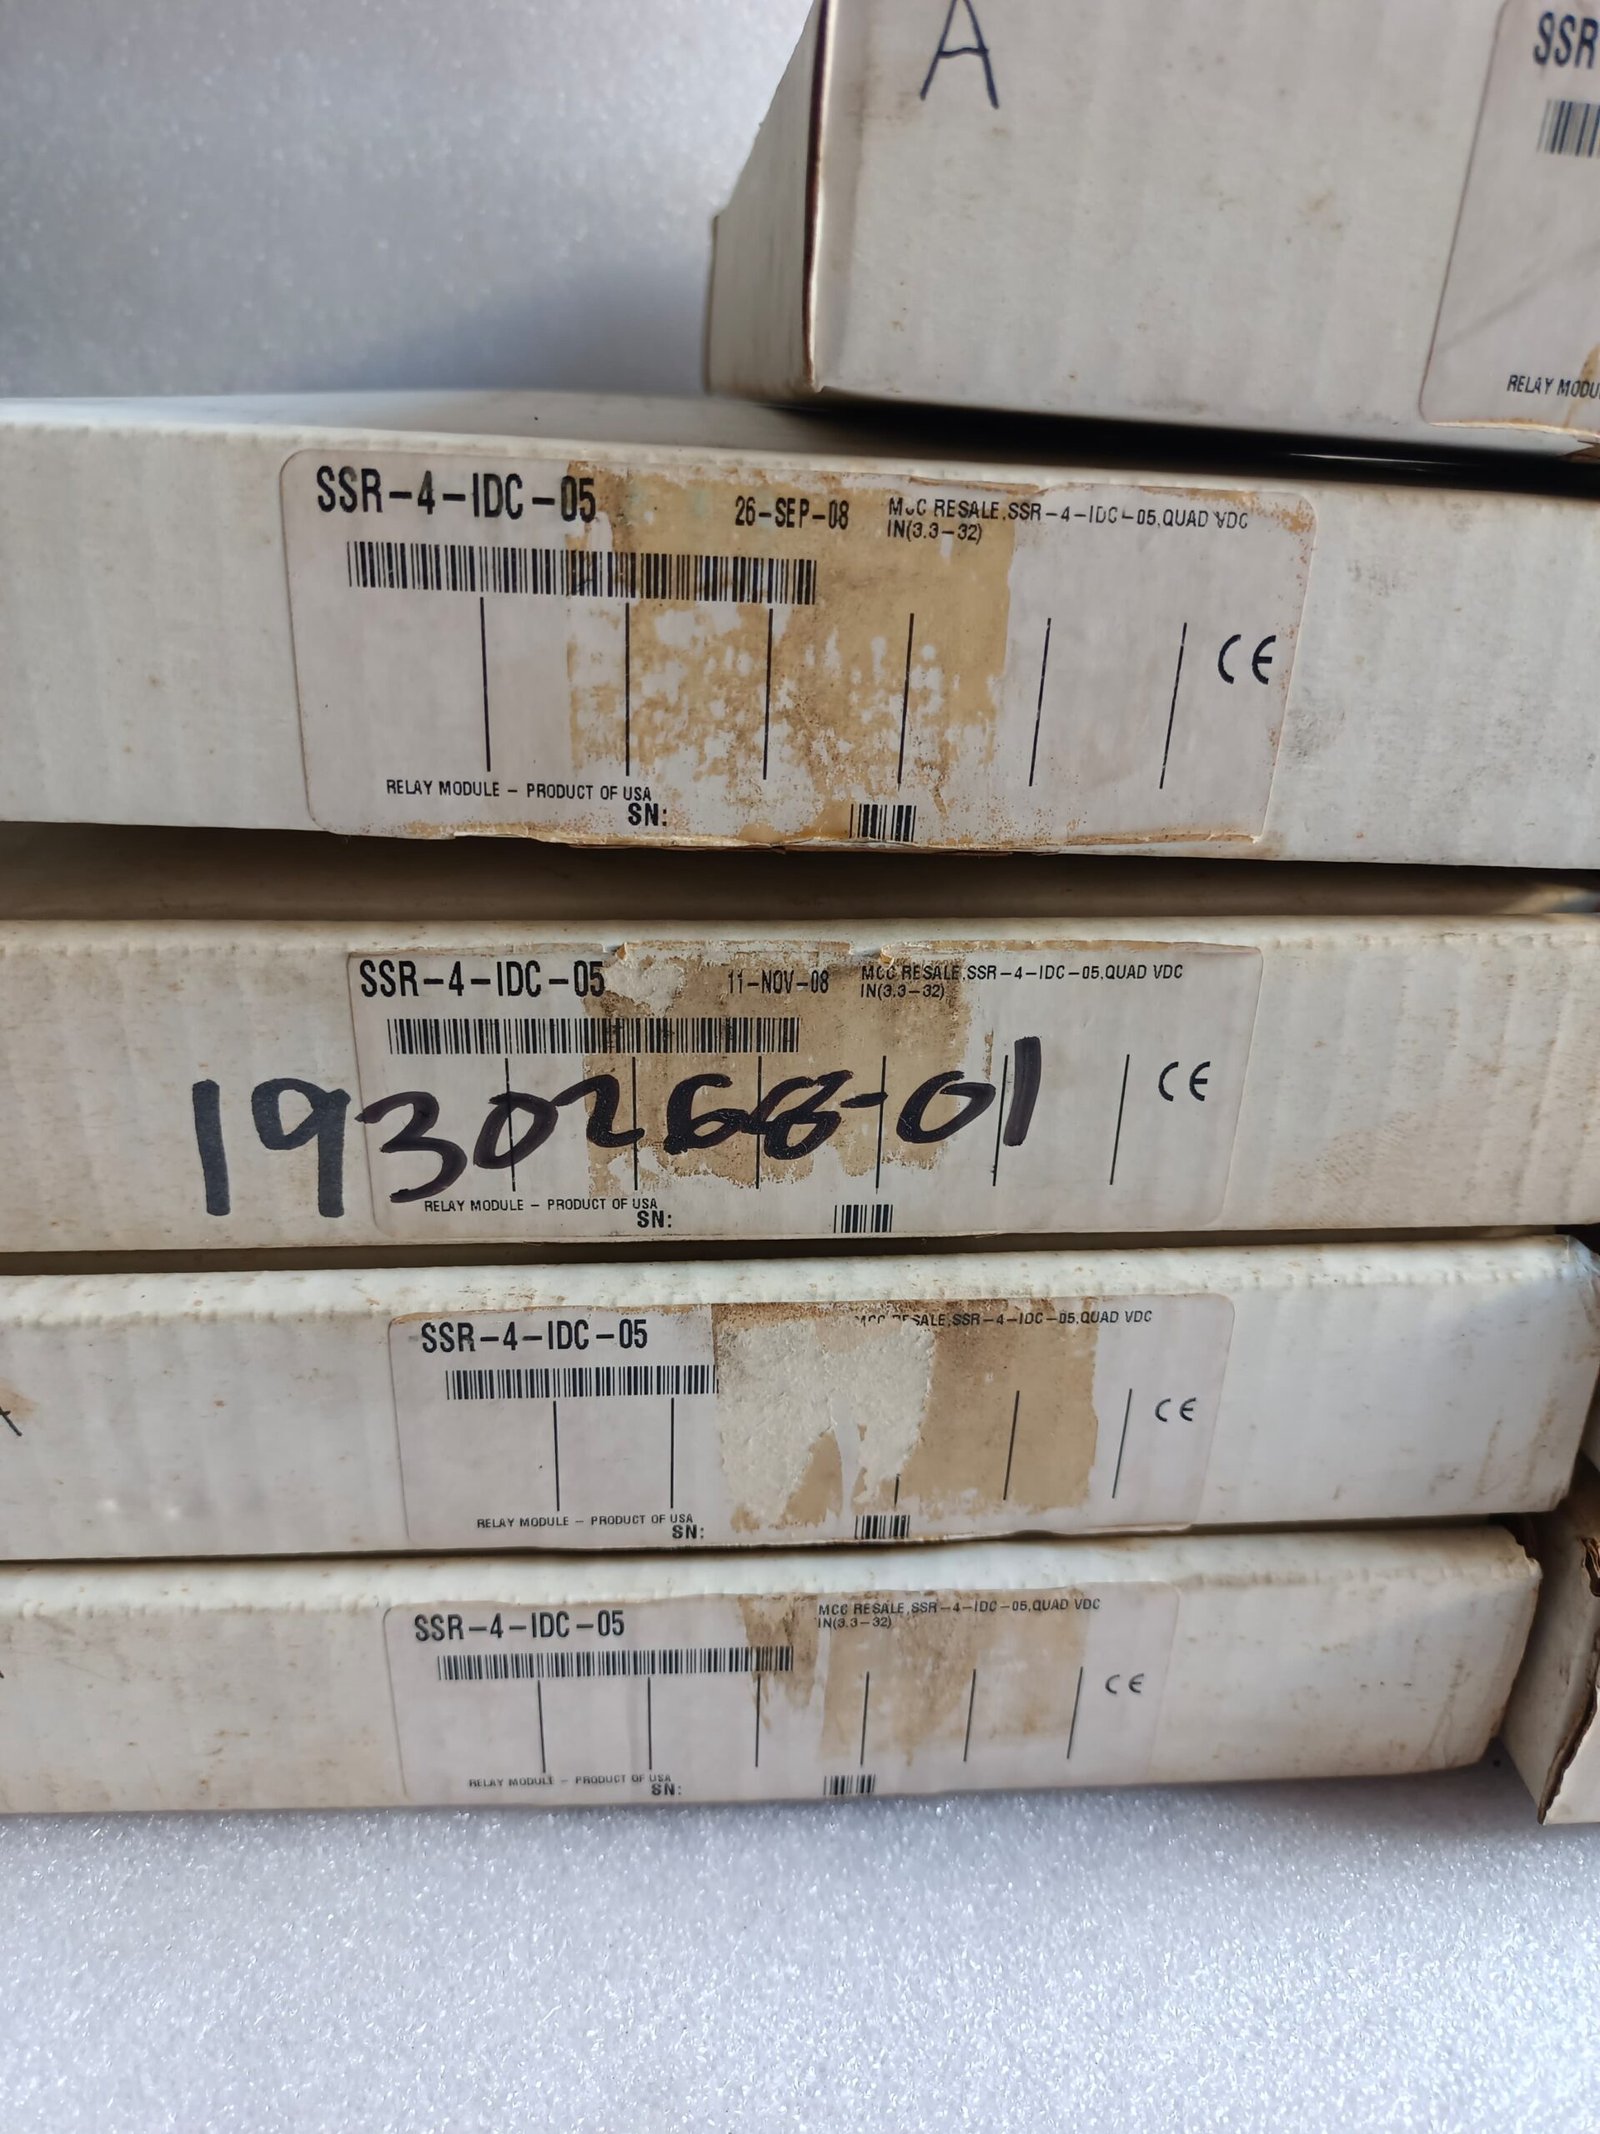 A
SSR
RELAY MODU
SSR-4-IDC-05
26-SEP-08
MCC RESALE,SSR-4-IDC-05,QUAD VDC
IN(3.3-32)
CE
RELAY MODULE - PRODUCT OF USA
SN:
SSR-4-IDC-05
11-NOV-08
MCC RESALE,SSR-4-IDC-05,QUAD VDC
IN(3.3-32)
1930268-01
CE
RELAY MODULE - PRODUCT OF USA
SN:
SSR-4-IDC-05
MCC RESALE,SSR-4-IDC-05,QUAD VDC
CE
RELAY MODULE - PRODUCT OF USA
SN:
SSR-4-IDC-05
MCC RESALE,SSR-4-IDC-05,QUAD VDC
IN(3.3-32)
CE
RELAY MODULE - PRODUCT OF USA
SN: